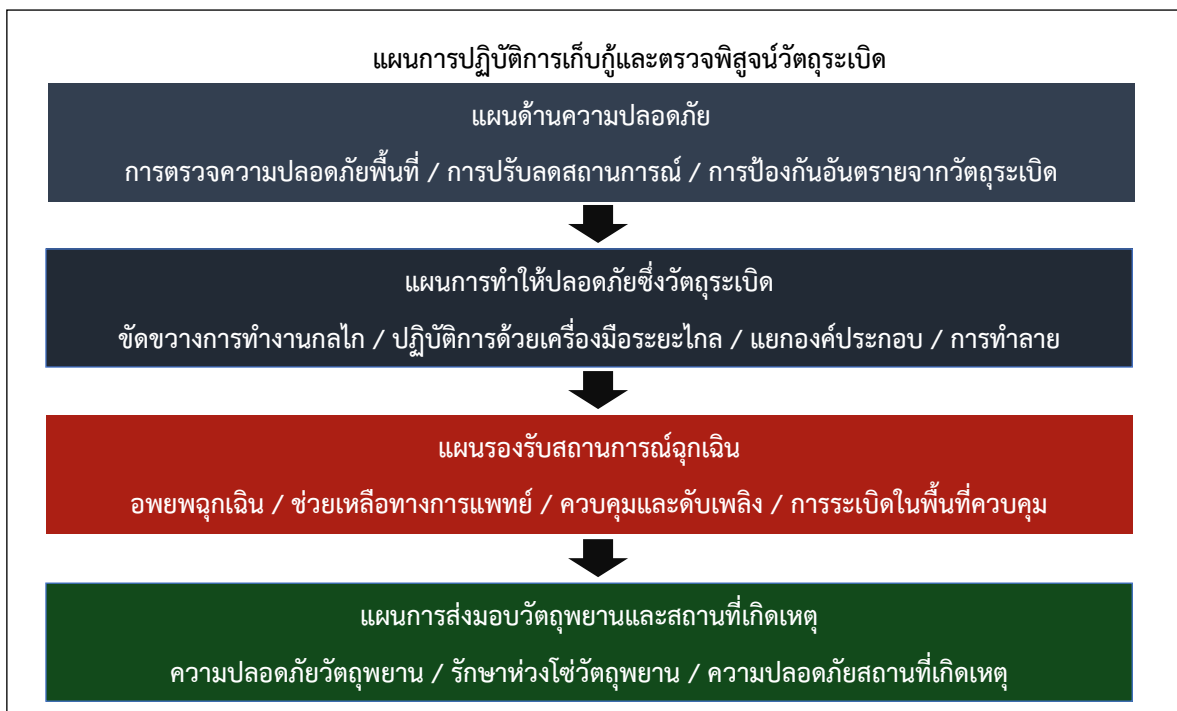 แผนการปฏิบัติการเก็บกู้และตรวจพิสูจน์วัตถุระเบิด
แผนด้านความปลอดภัย
การตรวจความปลอดภัยพื้นที่ / การปรับลดสถานการณ์ / การป้องกันอันตรายจากวัตถุระเบิด
แผนการทำให้ปลอดภัยซึ่งวัตถุระเบิด
ขัดขวางการทำงานกลไก / ปฏิบัติการด้วยเครื่องมือระยะไกล / แยกองค์ประกอบ / การทำลาย
แผนรองรับสถานการณ์ฉุกเฉิน
อพยพฉุกเฉิน / ช่วยเหลือทางการแพทย์ / ควบคุมและดับเพลิง / การระเบิดในพื้นที่ควบคุม
แผนการส่งมอบวัตถุพยานและสถานที่เกิดเหตุ
ความปลอดภัยวัตถุพยาน / รักษาห่วงโซ่วัตถุพยาน / ความปลอดภัยสถานที่เกิดเหตุ